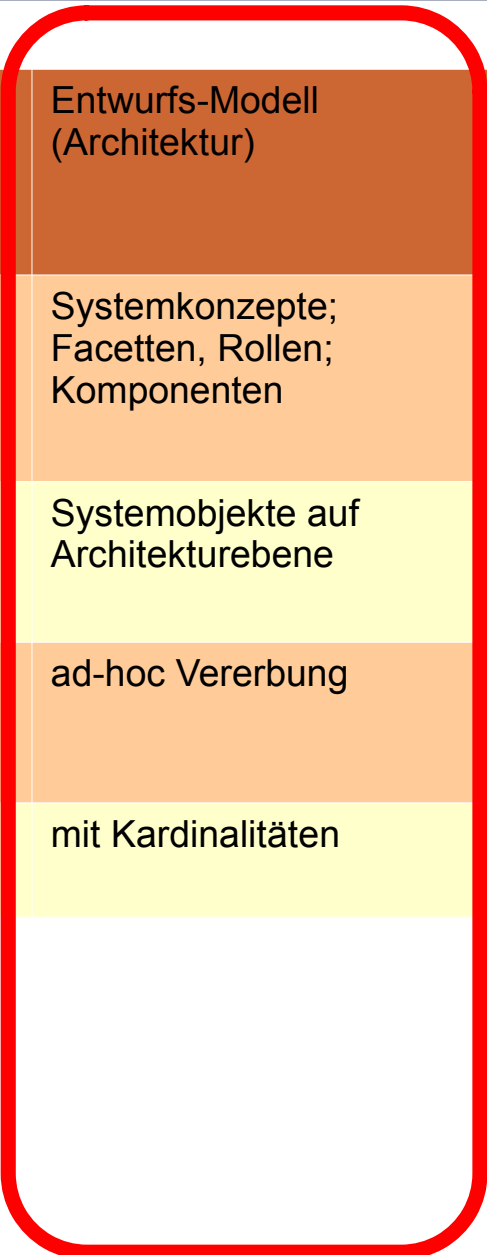 Entwurfs-Modell
(Architektur)
Systemkonzepte;
Facetten, Rollen;
Komponenten
Systemobjekte auf
Architekturebene
ad-hoc Vererbung
mit Kardinalitäten